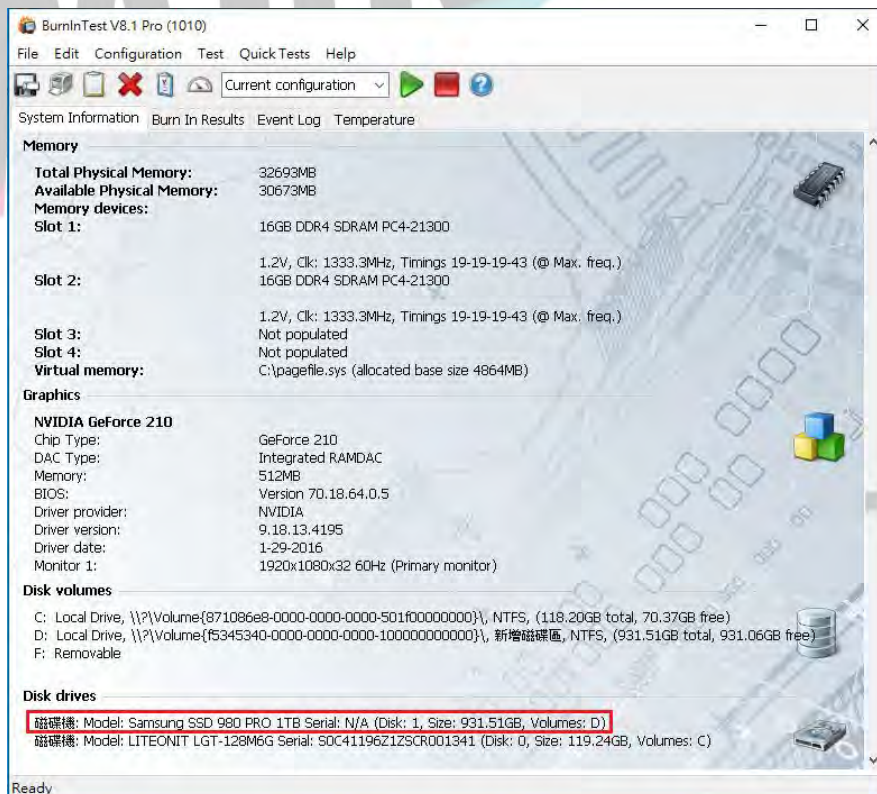 BurnInTest V8.1 Pro (1010)
File Edit Configuration Test Quick Tests Help
Current configuration
System Information Burn In Results Event Log Temperature
Memory
Total Physical Memory: 32693MB
Available Physical Memory: 30673MB
Memory devices:
Slot 1: 16GB DDR4 SDRAM PC4-21300
1.2V, Clk: 1333.3MHz, Timings 19-19-19-43 (@ Max. freq.)
Slot 2: 16GB DDR4 SDRAM PC4-21300
1.2V, Clk: 1333.3MHz, Timings 19-19-19-43 (@ Max. freq.)
Slot 3: Not populated
Slot 4: Not populated
Virtual memory: C:\pagefile.sys (allocated base size 4864MB)
Graphics
NVIDIA GeForce 210
Chip Type: GeForce 210
DAC Type: Integrated RAMDAC
Memory: 512MB
BIOS: Version 70.18.64.0.5
Driver provider: NVIDIA
Driver version: 9.18.13.4195
Driver date: 1-29-2016
Monitor 1: 1920x1080x32 60Hz (Primary monitor)
Disk volumes
C: Local Drive, \\?\Volume{871086e8-0000-0000-0000-501f00000000}\, NTFS, (118.20GB total, 70.37GB free)
D: Local Drive, \\?\Volume{f5345340-0000-0000-0000-100000000000}\, 新增磁碟區, NTFS, (931.51GB total, 931.06GB free)
F: Removable
Disk drives
磁碟機: Model: Samsung SSD 980 PRO 1TB Serial: N/A (Disk: 1, Size: 931.51GB, Volumes: D)
磁碟機: Model: LITEONIT LGT-128M6G Serial: S0C41196Z1ZSCR001341 (Disk: 0, Size: 119.24GB, Volumes: C)
Ready